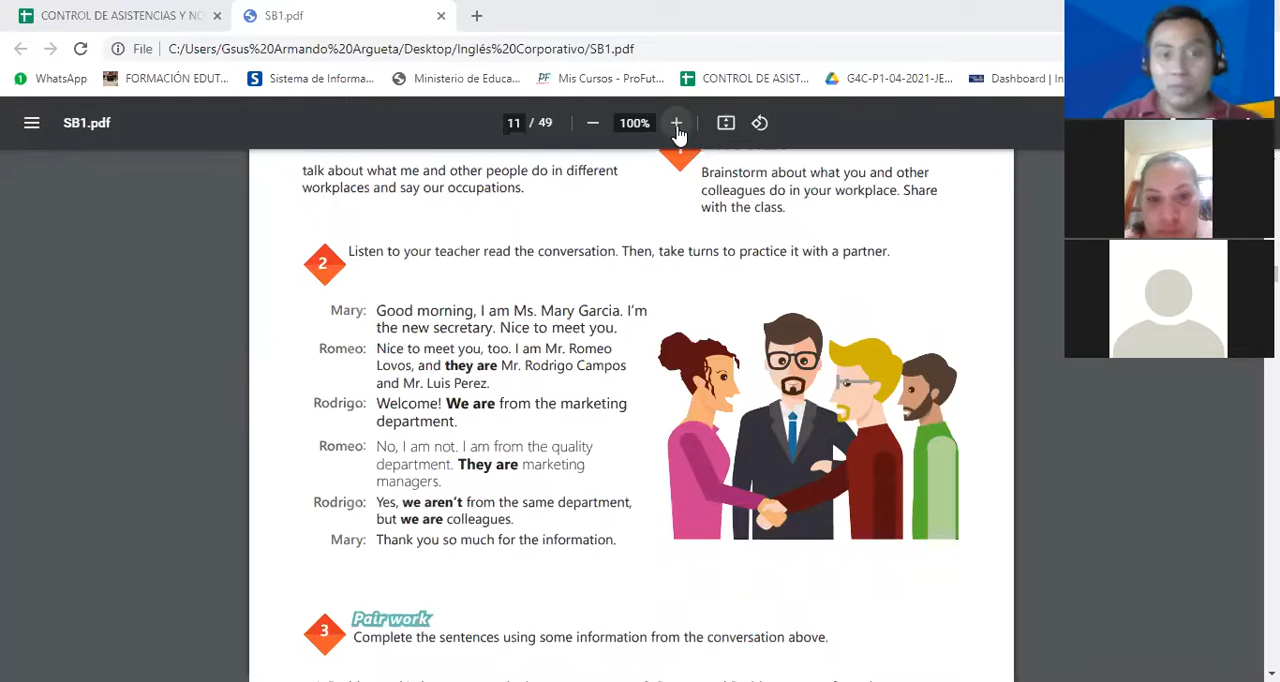 CONTROL DE ASISTENCIAS Y NO
SB1.pdf
File
C:/Users/Gsus%20Armando%20Argueta/Desktop/Inglés%20Corporativo/SB1.pdf
WhatsApp
FORMACIÓN EDUT...
Sistema de Informa...
Ministerio de Educa...
Mis Cursos - ProFut...
CONTROL DE ASIST...
G4C-P1-04-2021-JE...
Dashboard | In
SB1.pdf
11 / 49
100%
talk about what me and other people do in different
workplaces and say our occupations.
Brainstorm about what you and other
colleagues do in your workplace. Share
with the class.
2
Listen to your teacher read the conversation. Then, take turns to practice it with a partner.
Mary: Good morning, I am Ms. Mary Garcia. I'm
the new secretary. Nice to meet you.
Romeo: Nice to meet you, too. I am Mr. Romeo
Lovos, and they are Mr. Rodrigo Campos
and Mr. Luis Perez.
Rodrigo: Welcome! We are from the marketing
department.
Romeo: No, I am not. I am from the quality
department. They are marketing
managers.
Rodrigo: Yes, we aren't from the same department,
but we are colleagues.
Mary: Thank you so much for the information.
Pair work
3
Complete the sentences using some information from the conversation above.